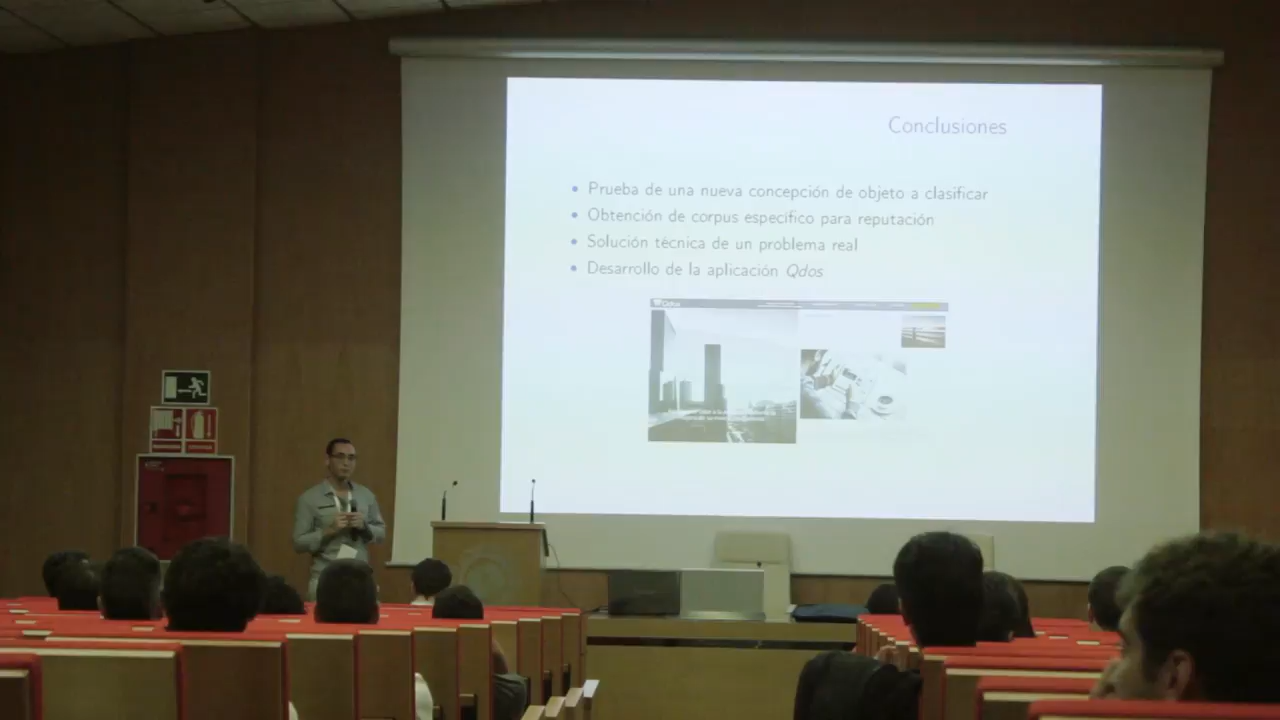 Conclusiones
• Prueba de una nueva concepción de objeto a clasificar
• Obtención de corpus específico para reputación
• Solución técnica de un problema real
• Desarrollo de la aplicación Qdos
Qdos